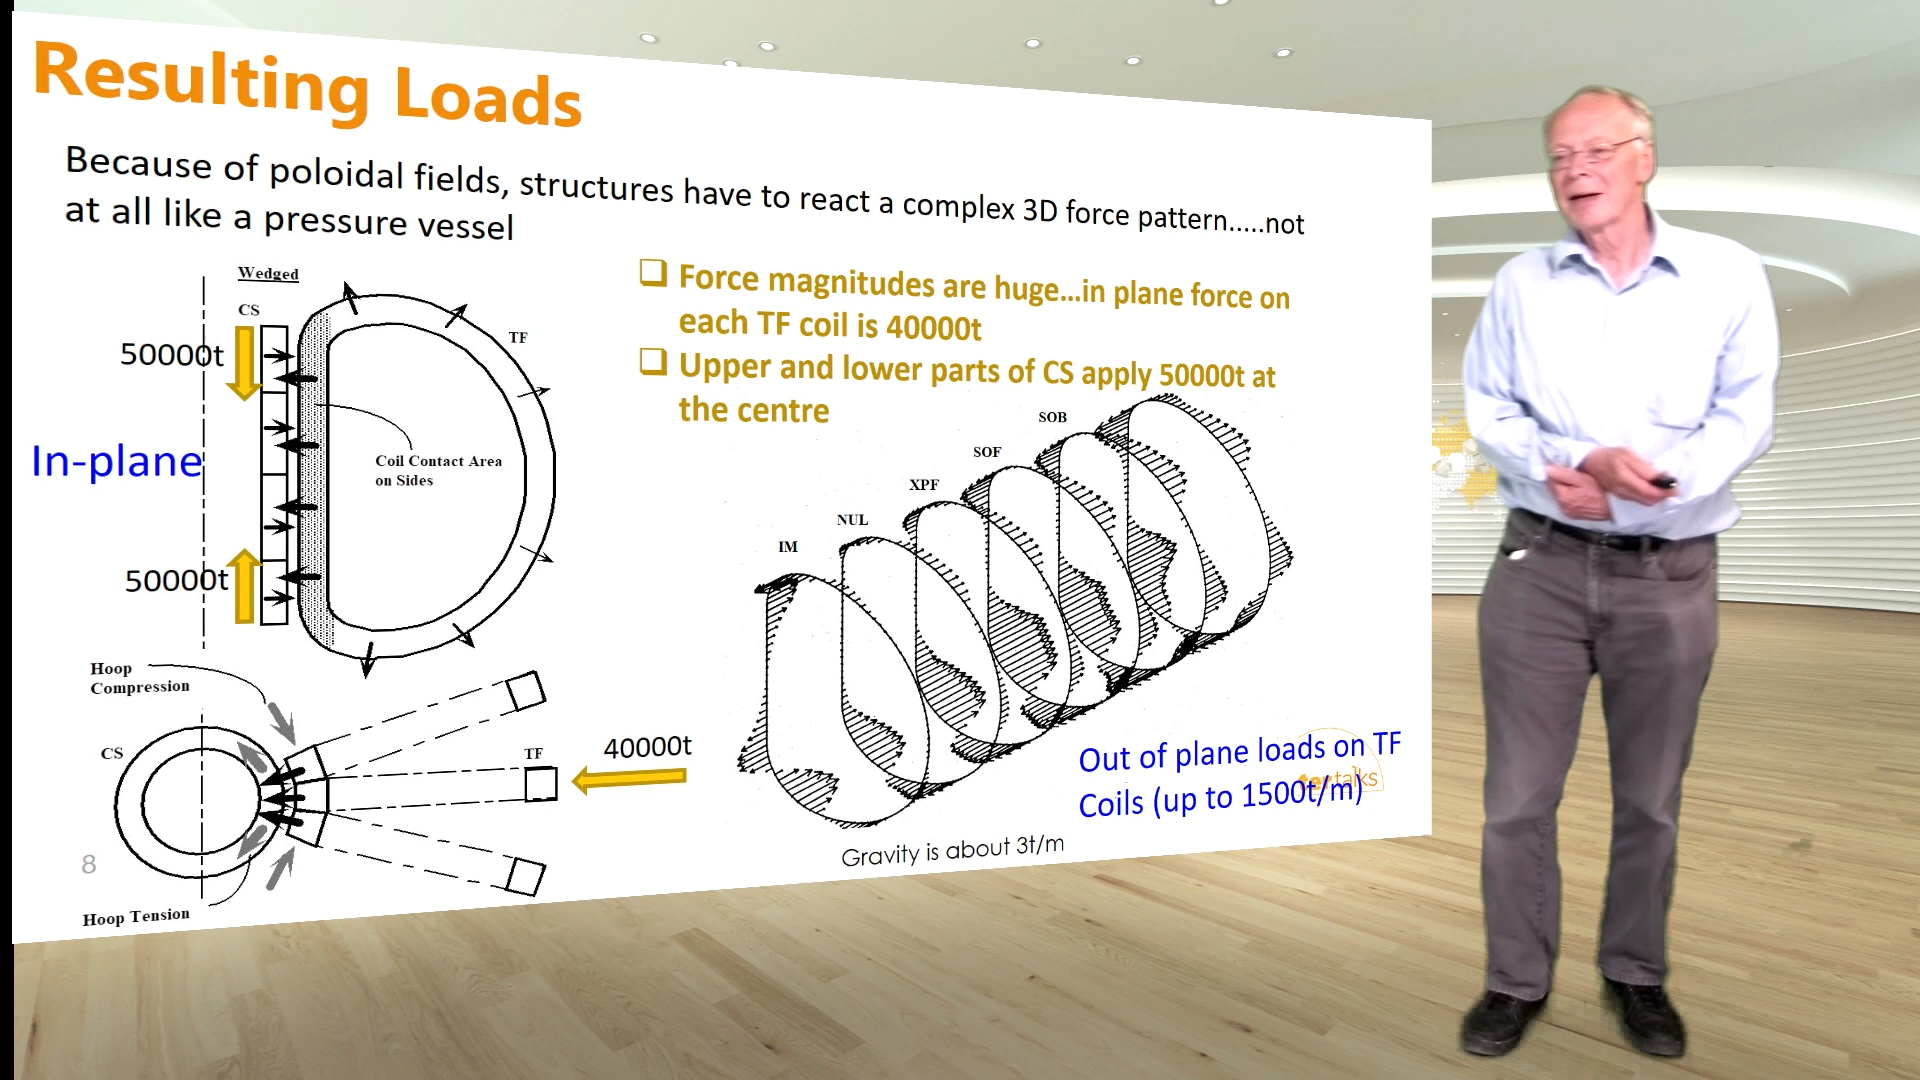 Resulting Loads
Because of poloidal fields, structures have to react a complex 3D force pattern.....not
at all like a pressure vessel
Wedged
CS
TF
50000t
In-plane
50000t
Coil Contact Area
on Sides
❑ Force magnitudes are huge...in plane force on
each TF coil is 40000t
❑ Upper and lower parts of CS apply 50000t at
the centre
SOB
SOF
XPF
NUL
IM
Hoop
Compression
CS
TF
40000t
Hoop Tension
8
Out of plane loads on TF
Coils (up to 1500t/m)
talks
Gravity is about 3t/m